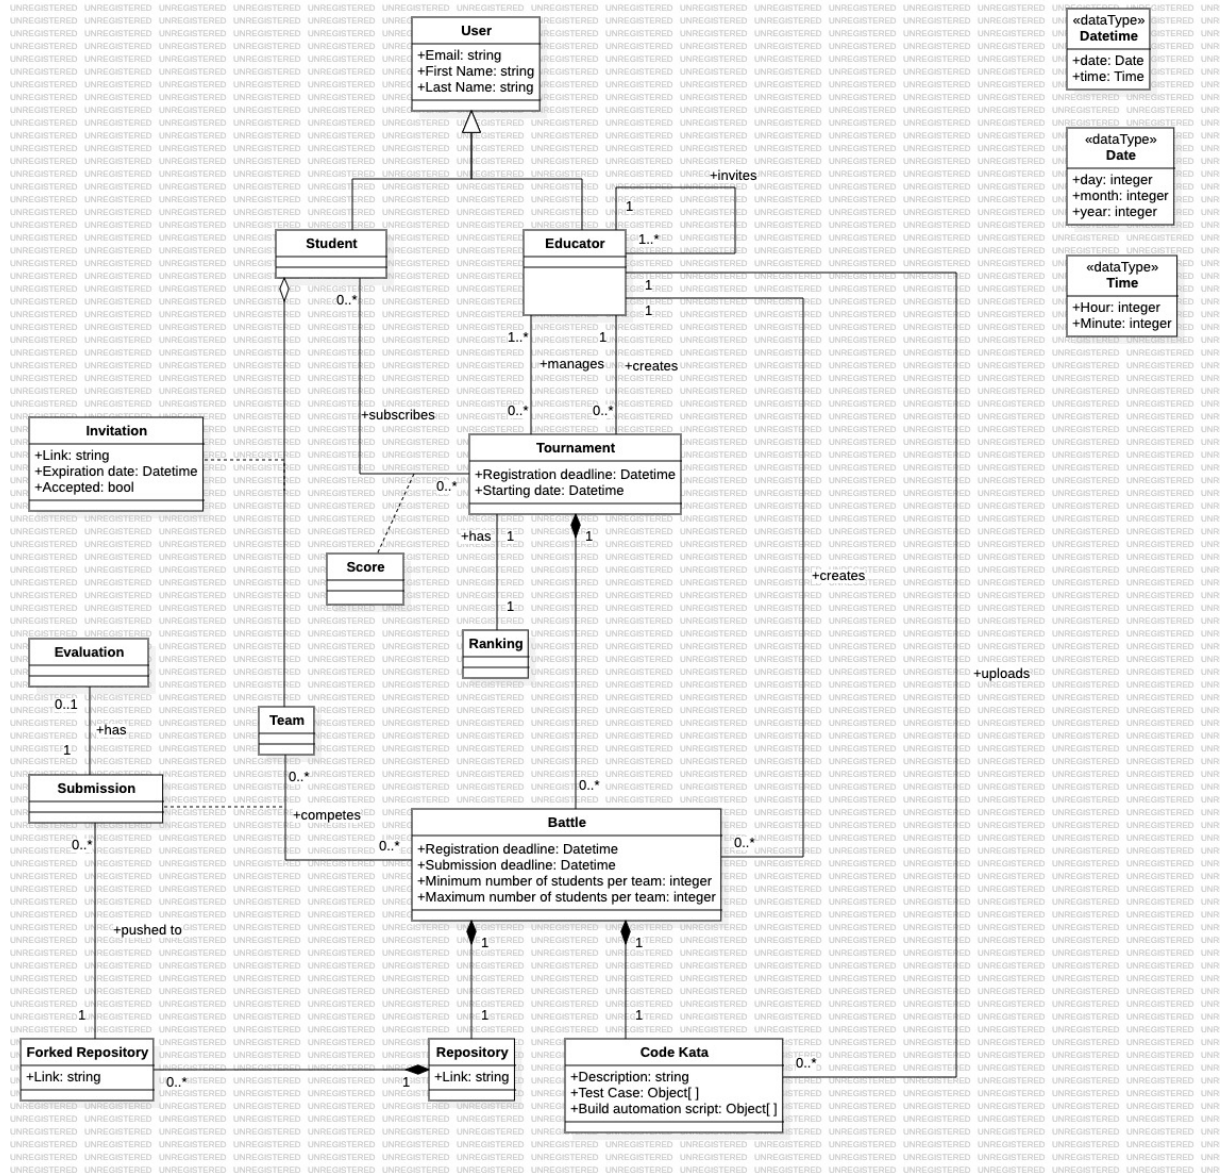 User
+Email: string
+First Name: string
+Last Name: string
«dataType»
Datetime
+date: Date
+time: Time
«dataType»
Date
+day: integer
+month: integer
+year: integer
«dataType»
Time
+Hour: integer
+Minute: integer
+invites
1
1..*
Student
Educator
0..*
1
1
1..*
1
+manages
+creates
0..*
0..*
+subscribes
Invitation
+Link: string
+Expiration date: Datetime
+Accepted: bool
Tournament
+Registration deadline: Datetime
+Starting date: Datetime
0..*
+has
1
1
Score
+creates
1
Ranking
Evaluation
0..1
+has
1
+uploads
Team
0..*
0..*
Submission
+competes
0..*
0..*
0..*
Battle
+Registration deadline: Datetime
+Submission deadline: Datetime
+Minimum number of students per team: integer
+Maximum number of students per team: integer
+pushed to
1
1
1
1
1
Forked Repository
+Link: string
0..*
1
Repository
+Link: string
Code Kata
+Description: string
+Test Case: Object[ ]
+Build automation script: Object[ ]
0..*
UNREGISTERED